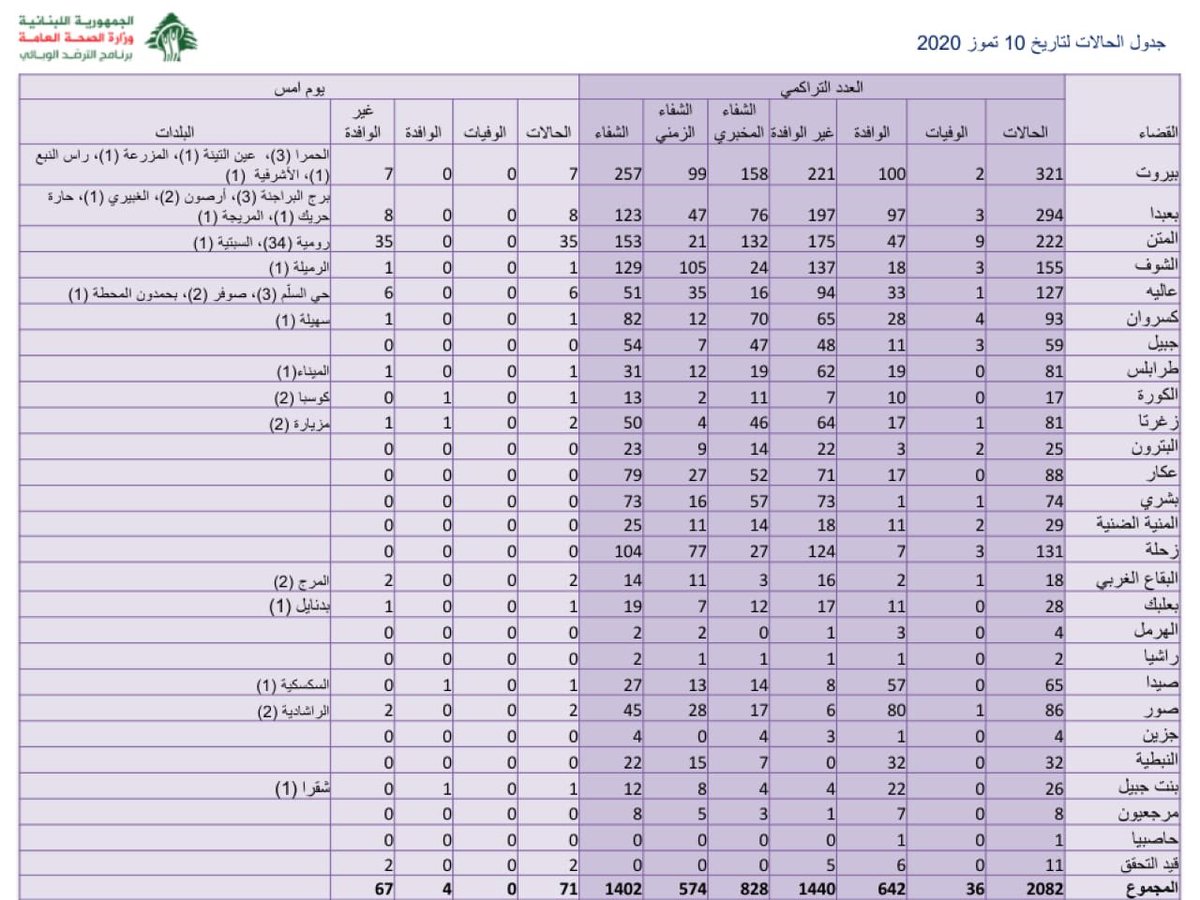 الجمهورية اللبنانية
وزارة الصحة العامة
برنامج الترصد الوبائي
جدول الحالات لتاريخ 10 تموز 2020
القضاء العدد التراكمي يوم امس
الحالات الوفيات الوافدة غير الوافدة الشفاء المخبري الشفاء الزمني الشفاء الحالات الوفيات الوافدة غير الوافدة البلدات
بيروت 321 2 100 221 158 99 257 7 0 0 7 الحمرا (3)، عين التينة (1)، المزرعة (1)، راس النبع
(1)، الأشرفية (1)
بعبدا 294 3 97 197 76 47 123 8 0 0 8 برج البراجنة (3)، أرصون (2)، الغبيري (1)، حارة
حريك (1)، المريجة (1)
المتن 222 9 47 175 132 21 153 35 0 0 35 رومية (34)، السبتية (1)
الشوف 155 3 18 137 24 105 129 1 0 0 1 الرميلة (1)
عاليه 127 1 33 94 16 35 51 6 0 0 6 حي السلّم (3)، صوفر (2)، بحمدون المحطة (1)
كسروان 93 4 28 65 70 12 82 1 0 0 1 سهيلة (1)
جبيل 59 3 11 48 47 7 54 0 0 0 0
طرابلس 81 0 19 62 19 12 31 1 0 0 1 الميناء(1)
الكورة 17 0 10 7 11 2 13 1 0 1 0 كوسبا (2)
زغرتا 81 1 17 64 46 4 50 2 0 1 1 مزيارة (2)
البترون 25 2 3 22 14 9 23 0 0 0 0
عكار 88 0 17 71 52 27 79 0 0 0 0
بشري 74 1 1 73 57 16 73 0 0 0 0
المنية الضنية 29 2 11 18 14 11 25 0 0 0 0
زحلة 131 3 7 124 27 77 104 0 0 0 0
البقاع الغربي 18 1 2 16 3 11 14 2 0 0 2 المرج (2)
بعلبك 28 0 11 17 12 7 19 1 0 0 1 بدنايل (1)
الهرمل 4 0 3 1 0 2 2 0 0 0 0
راشيا 2 0 1 1 1 1 2 0 0 0 0
صيدا 65 0 57 8 14 13 27 1 0 1 0 السكسكية (1)
صور 86 1 80 6 17 28 45 2 0 0 2 الراشادية (2)
جزين 4 0 1 3 4 0 4 0 0 0 0
النبطية 32 0 32 0 7 15 22 0 0 0 0
بنت جبيل 26 0 22 4 4 8 12 1 0 1 0 شقرا (1)
مرجعيون 8 0 7 1 3 5 8 0 0 0 0
حاصبيا 1 0 1 0 0 0 0 0 0 0 0
قيد التحقق 11 0 6 5 0 0 0 2 0 0 2
المجموع 2082 36 642 1440 828 574 1402 71 0 4 67